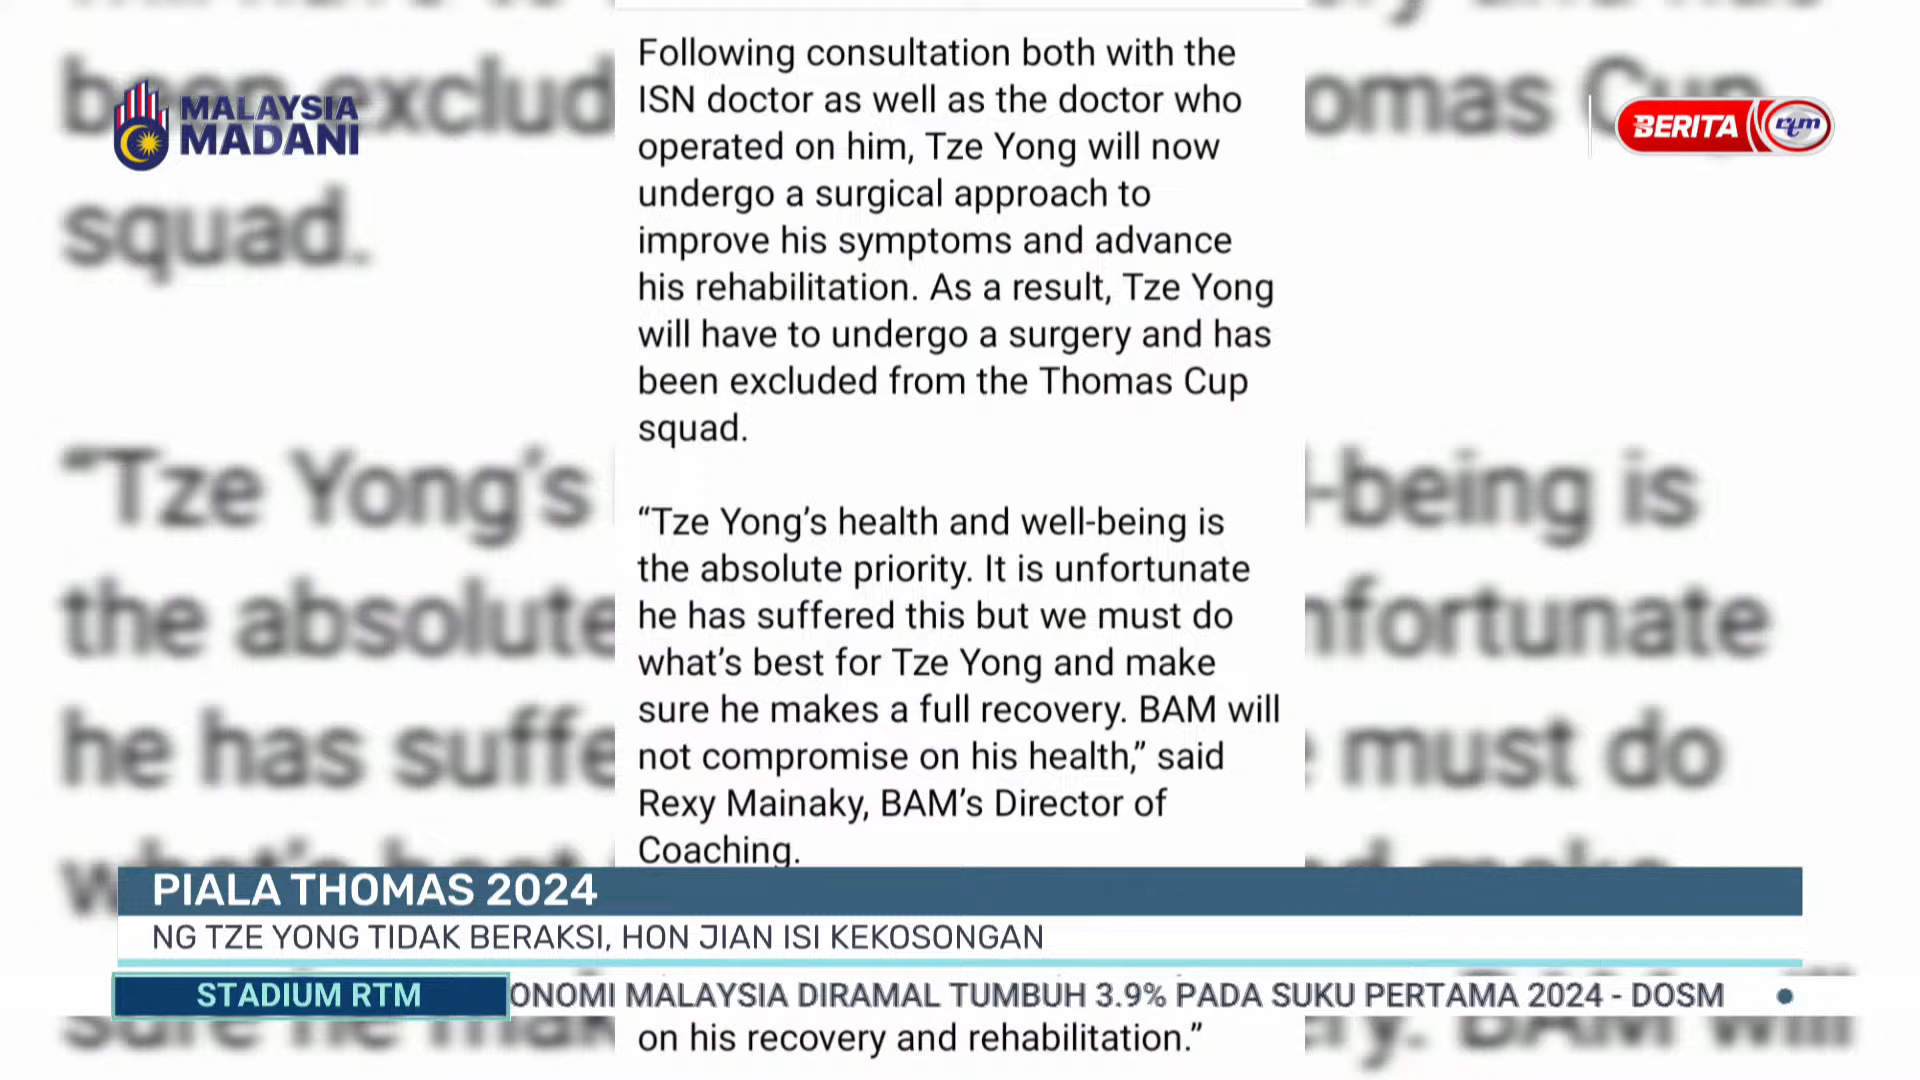 Following consultation both with the
ISN doctor as well as the doctor who
operated on him, Tze Yong will now
undergo a surgical approach to
improve his symptoms and advance
his rehabilitation. As a result, Tze Yong
will have to undergo a surgery and has
been excluded from the Thomas Cup
squad.
“Tze Yong’s health and well-being is
the absolute priority. It is unfortunate
he has suffered this but we must do
what’s best for Tze Yong and make
sure he makes a full recovery. BAM will
not compromise on his health,” said
Rexy Mainaky, BAM’s Director of
Coaching.
on his recovery and rehabilitation.”
MALAYSIA
MADANI
BERITA rtm
PIALA THOMAS 2024
NG TZE YONG TIDAK BERAKSI, HON JIAN ISI KEKOSONGAN
STADIUM RTM
ONOMI MALAYSIA DIRAMAL TUMBUH 3.9% PADA SUKU PERTAMA 2024 - DOSM